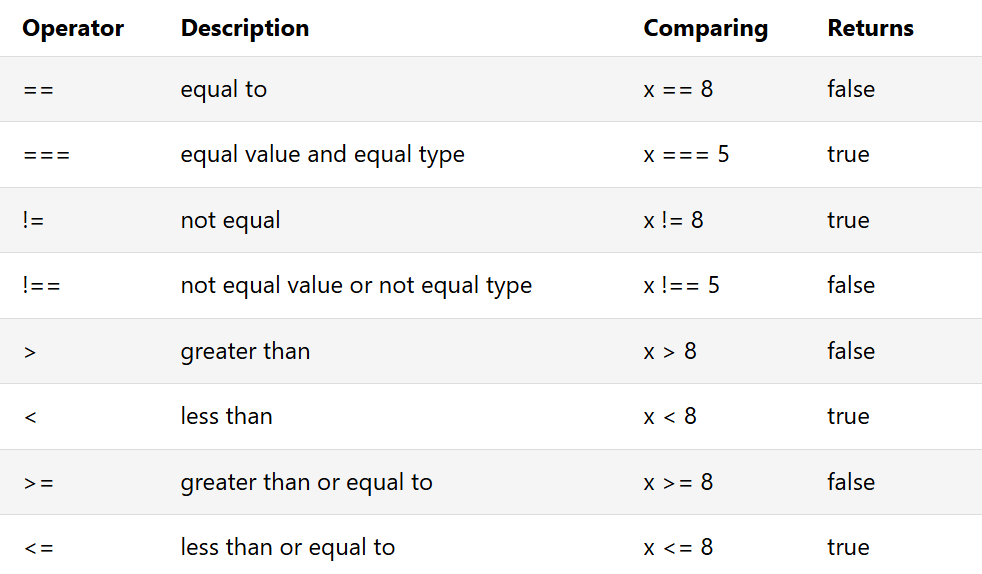 Operator Description Comparing Returns
== equal to x == 8 false
=== equal value and equal type x === 5 true
!= not equal x != 8 true
!== not equal value or not equal type x !== 5 false
> greater than x > 8 false
< less than x < 8 true
>= greater than or equal to x >= 8 false
<= less than or equal to x <= 8 true